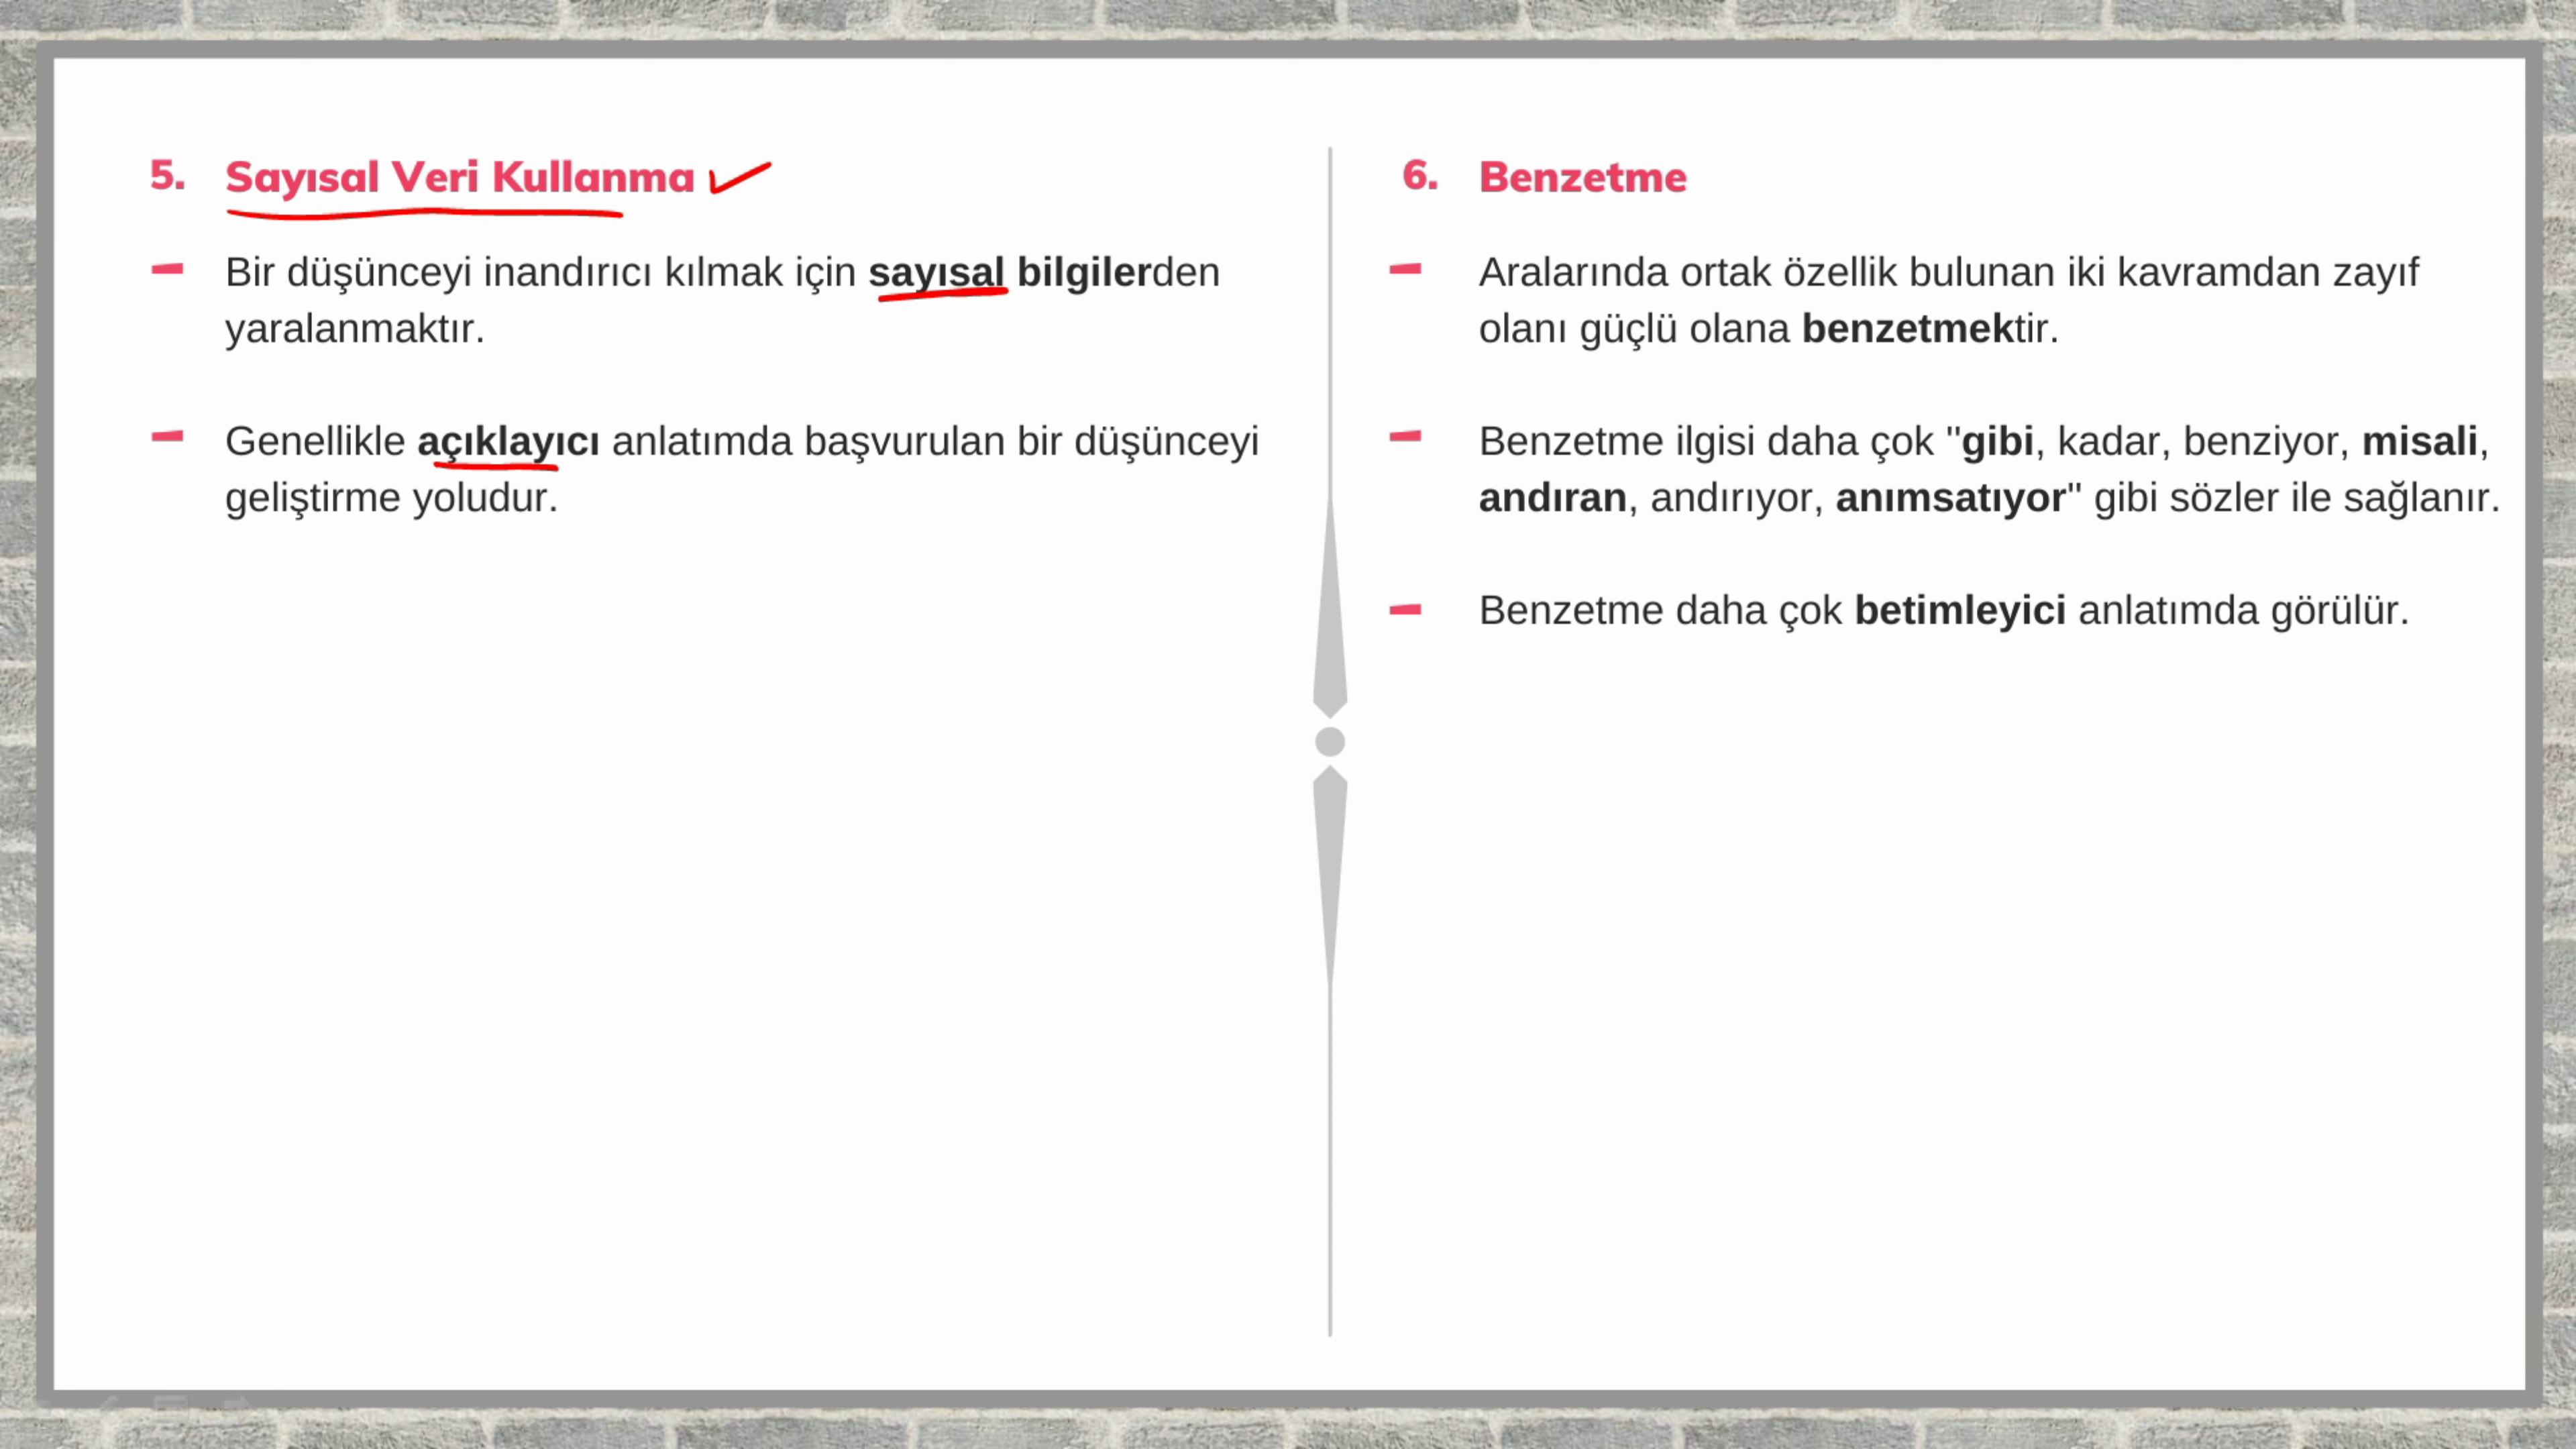 5. Sayısal Veri Kullanma
- Bir düşünceyi inandırıcı kılmak için sayısal bilgilerden
yaralanmaktır.
- Genellikle açıklayıcı anlatımda başvurulan bir düşünceyi
geliştirme yoludur.
6. Benzetme
- Aralarında ortak özellik bulunan iki kavramdan zayıf
olanı güçlü olana benzetmektir.
- Benzetme ilgisi daha çok "gibi, kadar, benziyor, misali,
andıran, andırıyor, anımsatıyor" gibi sözler ile sağlanır.
- Benzetme daha çok betimleyici anlatımda görülür.